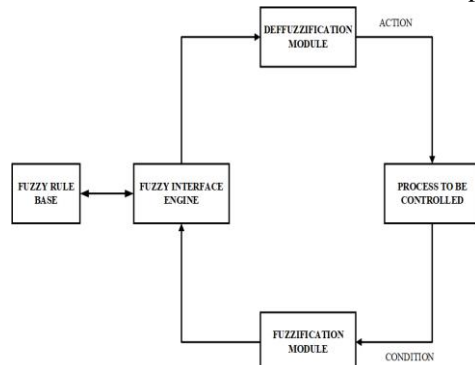 DEFFUZZIFICATION
MODULE
ACTION
FUZZY RULE
BASE
FUZZY INTERFACE
ENGINE
PROCESS TO BE
CONTROLLED
FUZZIFICATION
MODULE
CONDITION